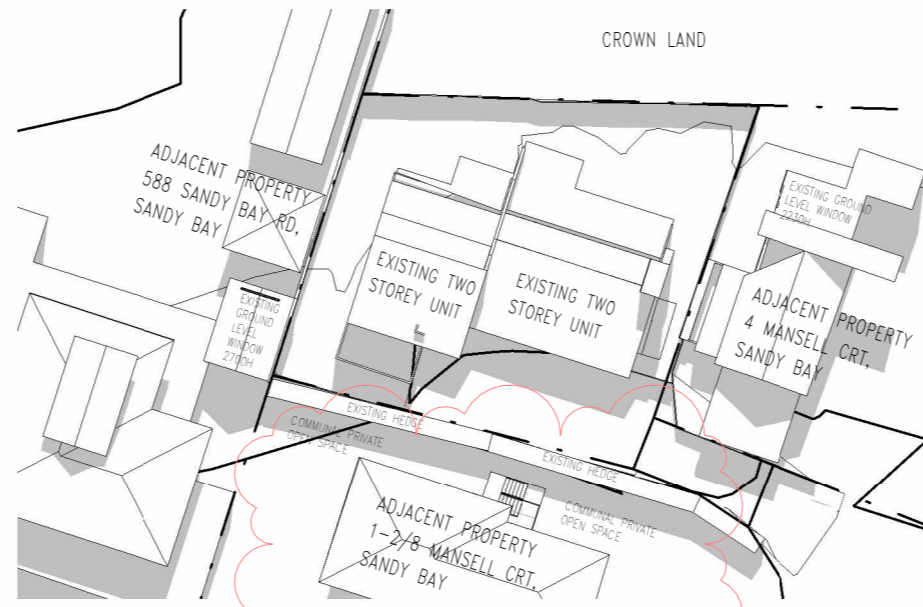 CROWN LAND
ADJACENT PROPERTY
588 SANDY BAY RD,
SANDY BAY
EXISTING GROUND
LEVEL WINDOW
2230H
EXISTING TWO
STOREY UNIT
EXISTING TWO
STOREY UNIT
EXISTING
GROUND
LEVEL
WINDOW
2700H
ADJACENT PROPERTY
4 MANSELL CRT,
SANDY BAY
EXISTING HEDGE
COMMUNAL PRIVATE
OPEN SPACE
EXISTING HEDGE
ADJACENT PROPERTY
1-2/8 MANSELL CRT,
SANDY BAY
COMMUNAL PRIVATE
OPEN SPACE